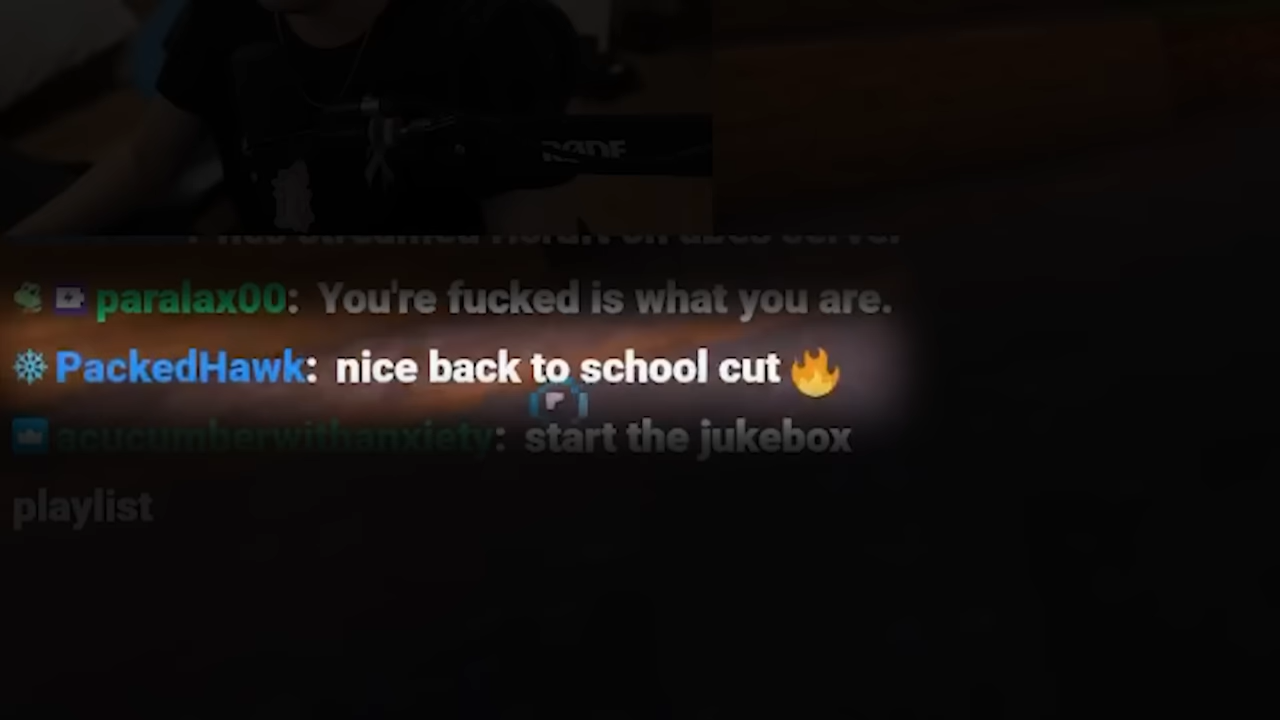 RODE
paralax00: You're fucked is what you are.
PackedHawk: nice back to school cut 🔥
acucumberwithanxiety: start the jukebox
playlist